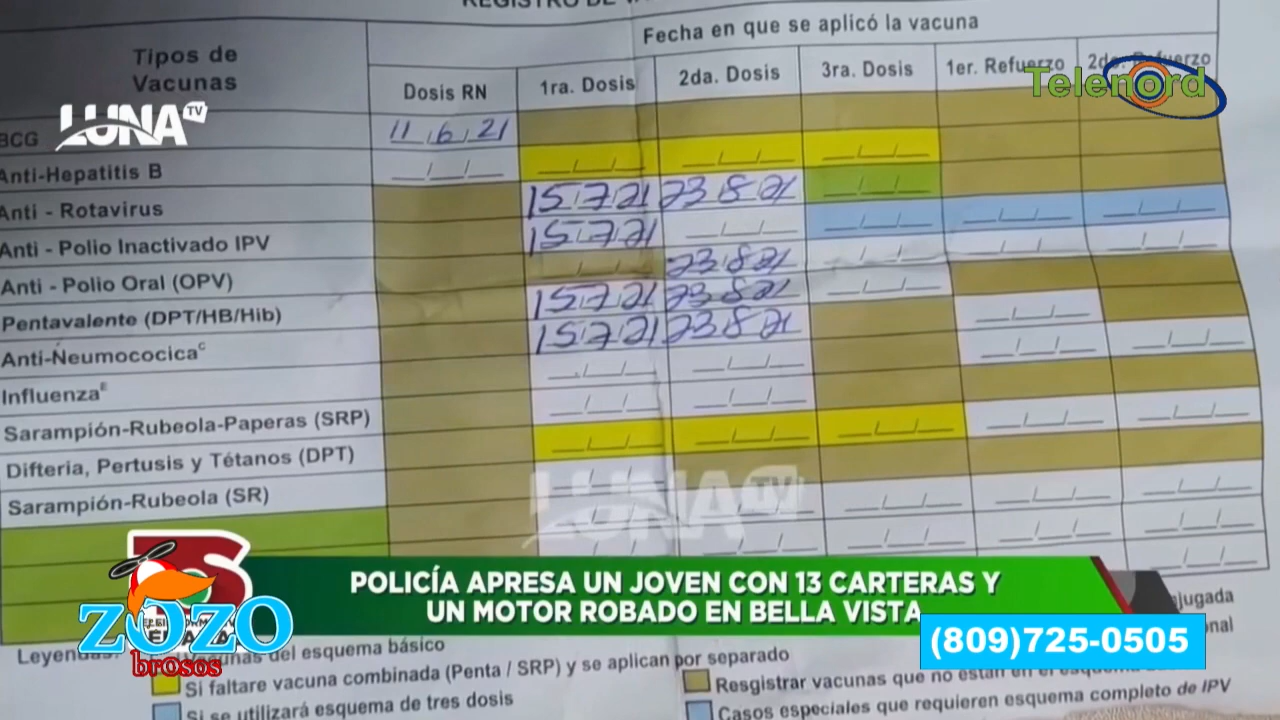 Fecha en que se aplicó la vacuna
Tipos de
Vacunas
Dosis RN
1ra. Dosis
2da. Dosis
3ra. Dosis
1er. Refuerzo
2do. Refuerzo
Telenord
LUNA TV
BCG
11 6 21
Anti-Hepatitis B
Anti - Rotavirus
15 7 21
23 8 21
Anti - Polio Inactivado IPV
15 7 21
Anti - Polio Oral (OPV)
23 8 21
Pentavalente (DPT/HB/Hib)
15 7 21
23 8 21
Anti-Neumococica C
15 7 21
23 8 21
Influenza E
Sarampión-Rubeola-Paperas (SRP)
Difteria, Pertusis y Tétanos (DPT)
Sarampión-Rubeola (SR)
LUNA TV
POLICÍA APRESA UN JOVEN CON 13 CARTERAS Y
UN MOTOR ROBADO EN BELLA VISTA
ZOZO
brosos
(809)725-0505
Vacunas del esquema básico
Si faltare vacuna combinada (Penta / SRP) y se aplican por separado
Si se utilizará esquema de tres dosis
Resgistrar vacunas que no están en el
Casos especiales que requieren esquema completo de IPV